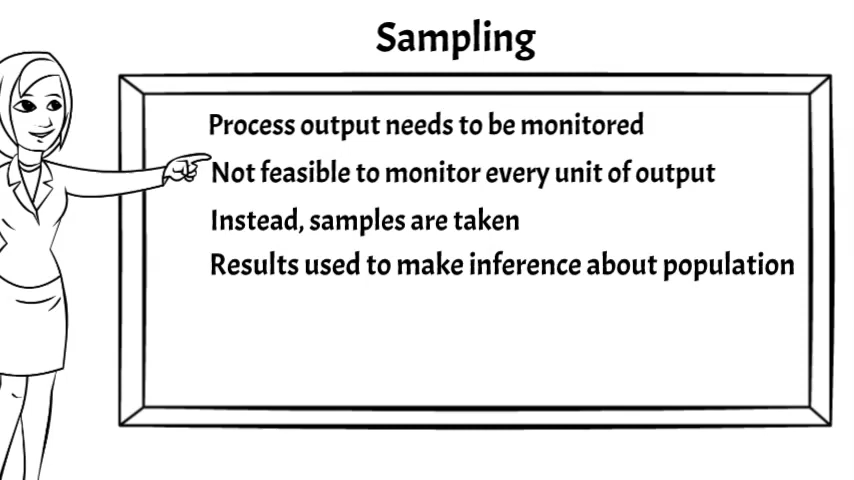 Sampling
Process output needs to be monitored
Not feasible to monitor every unit of output
Instead, samples are taken
Results used to make inference about population